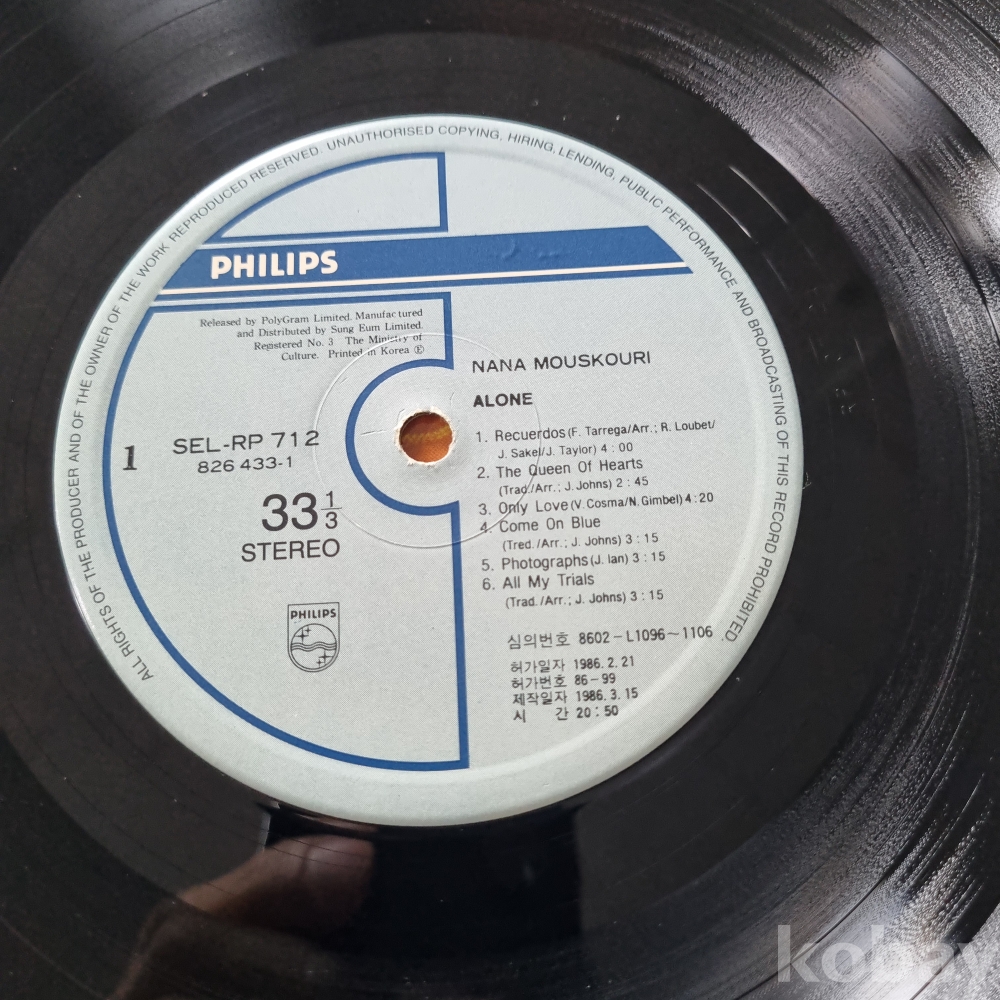 ALL RIGHTS OF THE PRODUCER AND OF THE OWNER OF THE WORK REPRODUCED RESERVED. UNAUTHORISED COPYING, HIRING, LENDING, PUBLIC PERFORMANCE AND BROADCASTING OF THIS RECORD PROHIBITED.
PHILIPS
Released by PolyGram Limited. Manufactured
and Distributed by Sung Eum Limited.
Registered No. 3 The Ministry of
Culture. Printed in Korea Ⓔ
1
SEL-RP 712
826 433-1
33 1/3
STEREO
PHILIPS
NANA MOUSKOURI
ALONE
1. Recuerdos (F. Tarrega/Arr.; R. Loubet/
J. Sakel/J. Taylor) 4 : 00
2. The Queen Of Hearts
(Trad./Arr.; J. Johns) 2 : 45
3. Only Love (V. Cosma/N. Gimbel) 4 : 20
4. Come On Blue
(Tred. /Arr.; J. Johns) 3 : 15
5. Photographs (J. Ian) 3 : 15
6. All My Trials
(Trad. /Arr.; J. Johns) 3 : 15
심의번호 8602-L1096~1106
허가일자 1986. 2. 21
허가번호 86-99
제작일자 1986. 3. 15
시 간 20 : 50
kobay